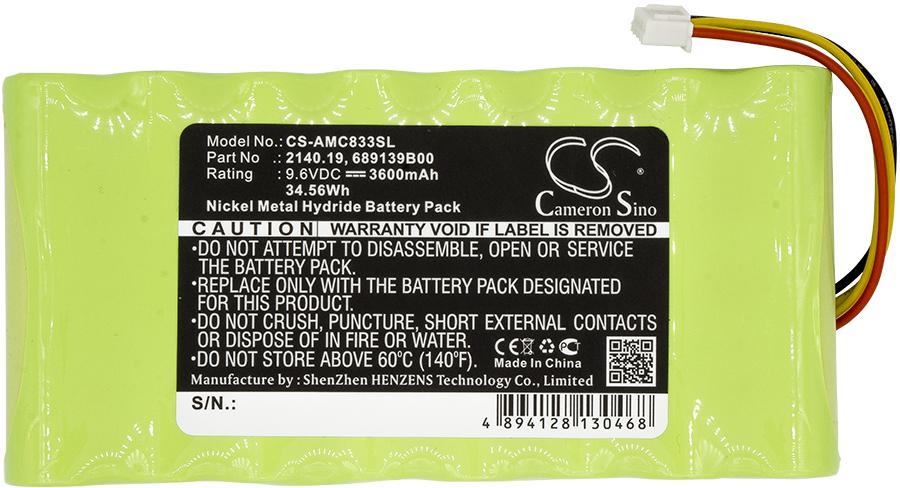 Model No.: CS-AMC833SL
Part No : 2140.19, 689139B00
Rating : 9.6VDC ⎓ 3600mAh
34.56Wh
Nickel Metal Hydride Battery Pack
CS
Cameron Sino
CAUTION WARRANTY VOID IF LABEL IS REMOVED
•DO NOT ATTEMPT TO DISASSEMBLE, OPEN OR SERVICE
THE BATTERY PACK.
•REPLACE ONLY WITH THE BATTERY PACK DESIGNATED
FOR THIS MACHINE.
•DO NOT CRUSH, PUNCTURE, SHORT EXTERNAL CONTACTS
OR DISPOSE OF IN FIRE OR WATER.
•DO NOT STORE ABOVE 60°C (140°F).
CE
Made In China
Manufacture by : ShenZhen HENZENS Technology Co., Limited
S/N.:
4 894128 130468